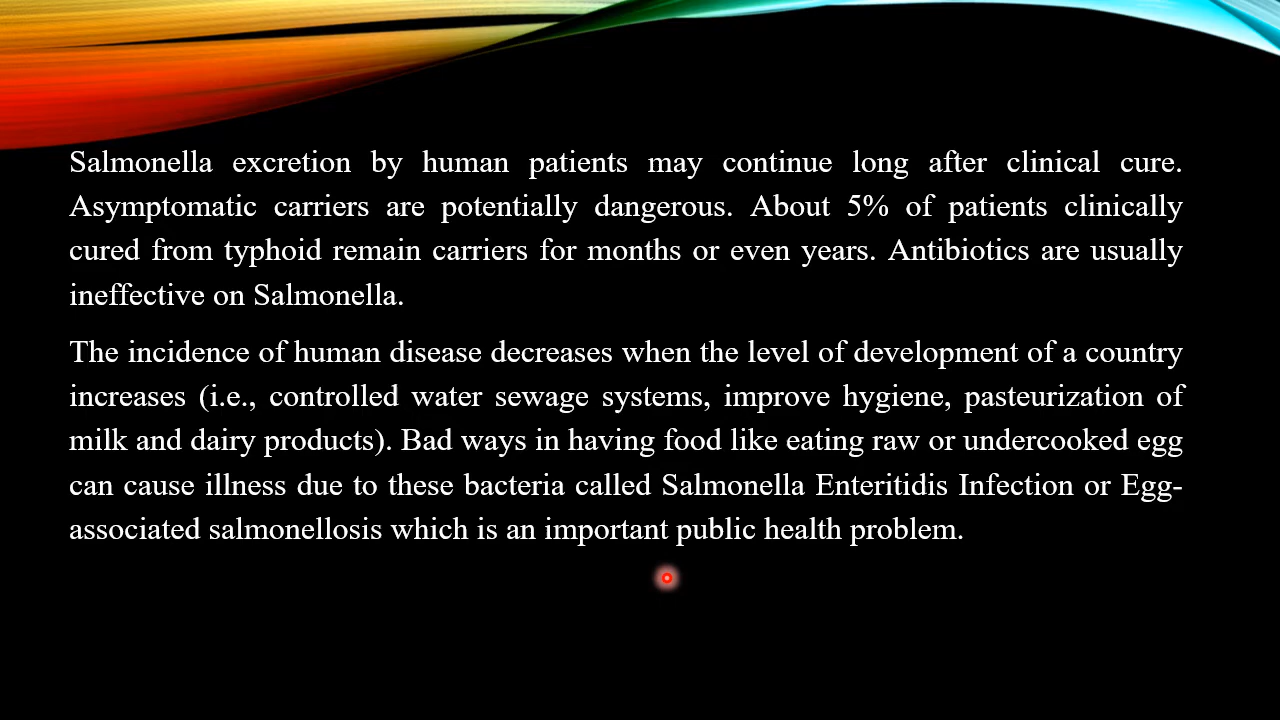 Salmonella excretion by human patients may continue long after clinical cure.
Asymptomatic carriers are potentially dangerous. About 5% of patients clinically
cured from typhoid remain carriers for months or even years. Antibiotics are usually
ineffective on Salmonella.
The incidence of human disease decreases when the level of development of a country
increases (i.e., controlled water sewage systems, improve hygiene, pasteurization of
milk and dairy products). Bad ways in having food like eating raw or undercooked egg
can cause illness due to these bacteria called Salmonella Enteritidis Infection or Egg-
associated salmonellosis which is an important public health problem.